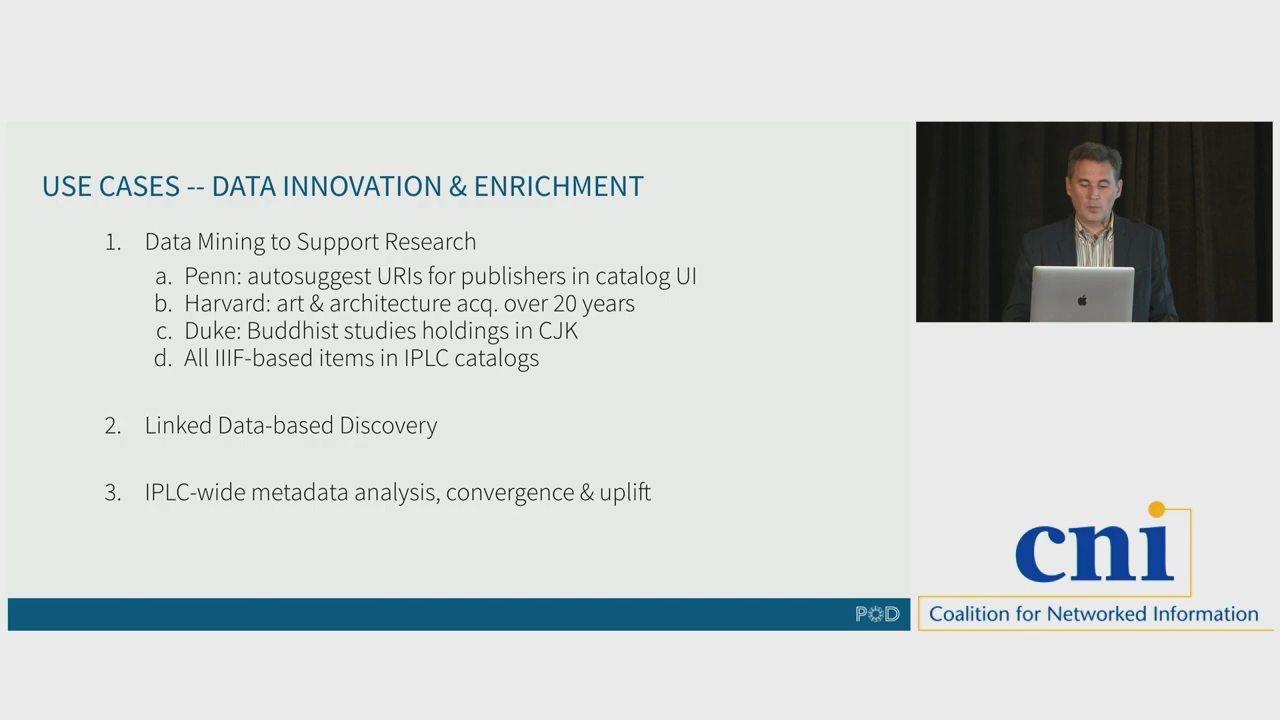 USE CASES -- DATA INNOVATION & ENRICHMENT
1. Data Mining to Support Research
a. Penn: autosuggest URIs for publishers in catalog UI
b. Harvard: art & architecture acq. over 20 years
c. Duke: Buddhist studies holdings in CJK
d. All IIIF-based items in IPLC catalogs
2. Linked Data-based Discovery
3. IPLC-wide metadata analysis, convergence & uplift
POD
cni
Coalition for Networked Information